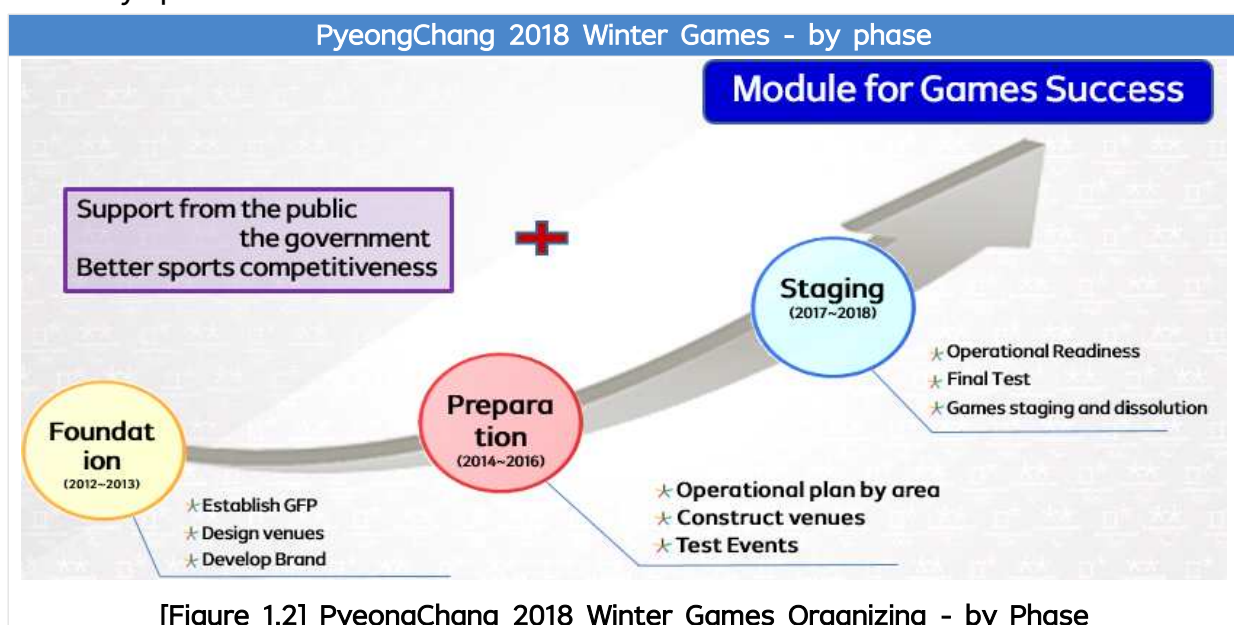 PyeongChang 2018 Winter Games - by phase
Module for Games Success
Support from the public
the government
Better sports competitiveness
Staging
(2017~2018)
Operational Readiness
Final Test
Games staging and dissolution
Prepara
tion
(2014~2016)
Operational plan by area
Construct venues
Test Events
Foundat
ion
(2012~2013)
Establish GFP
Design venues
Develop Brand
[Figure 1.2] PyeongChang 2018 Winter Games Organizing - by Phase